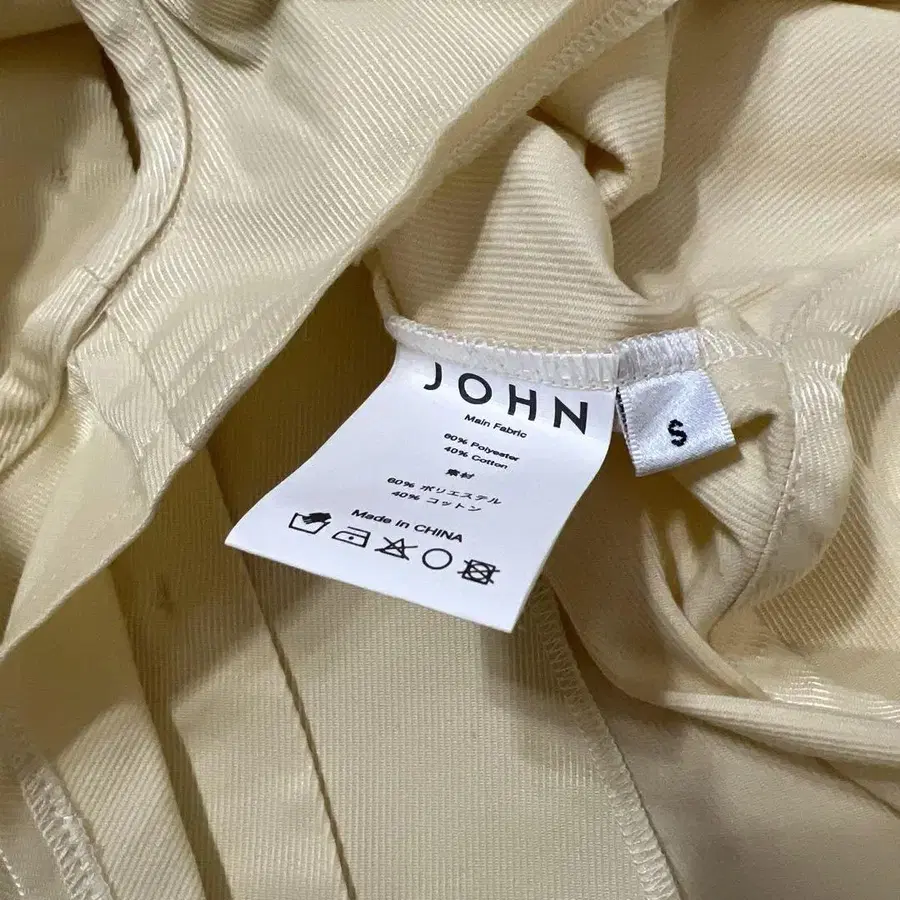 JOHN
Main Fabric
60% Polyester
40% Cotton
素材
60% ポリエステル
40% コットン
Made in CHINA
S